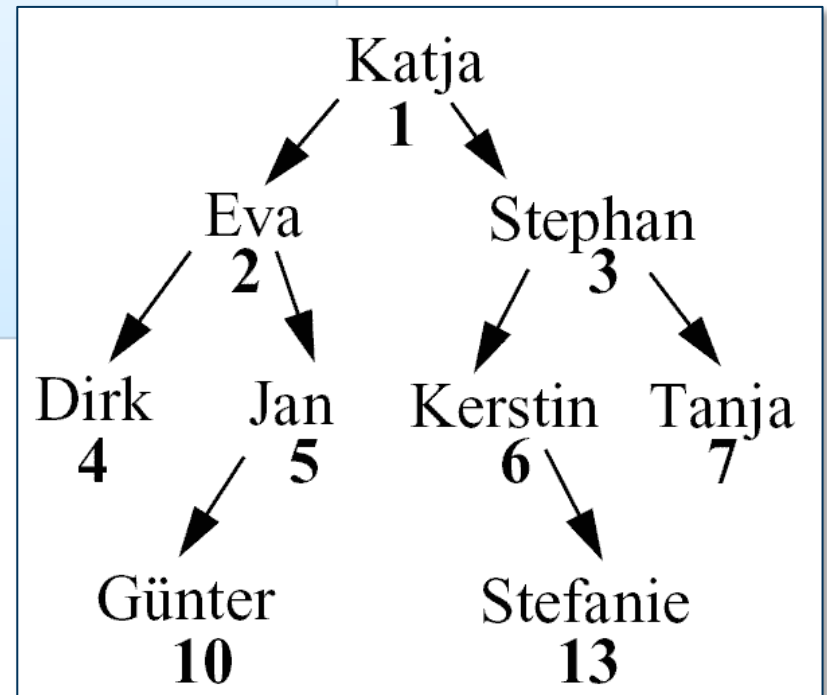 Katja
1
Eva Stephan
2 3
Dirk Jan Kerstin Tanja
4 5 6 7
Günter Stefanie
10 13